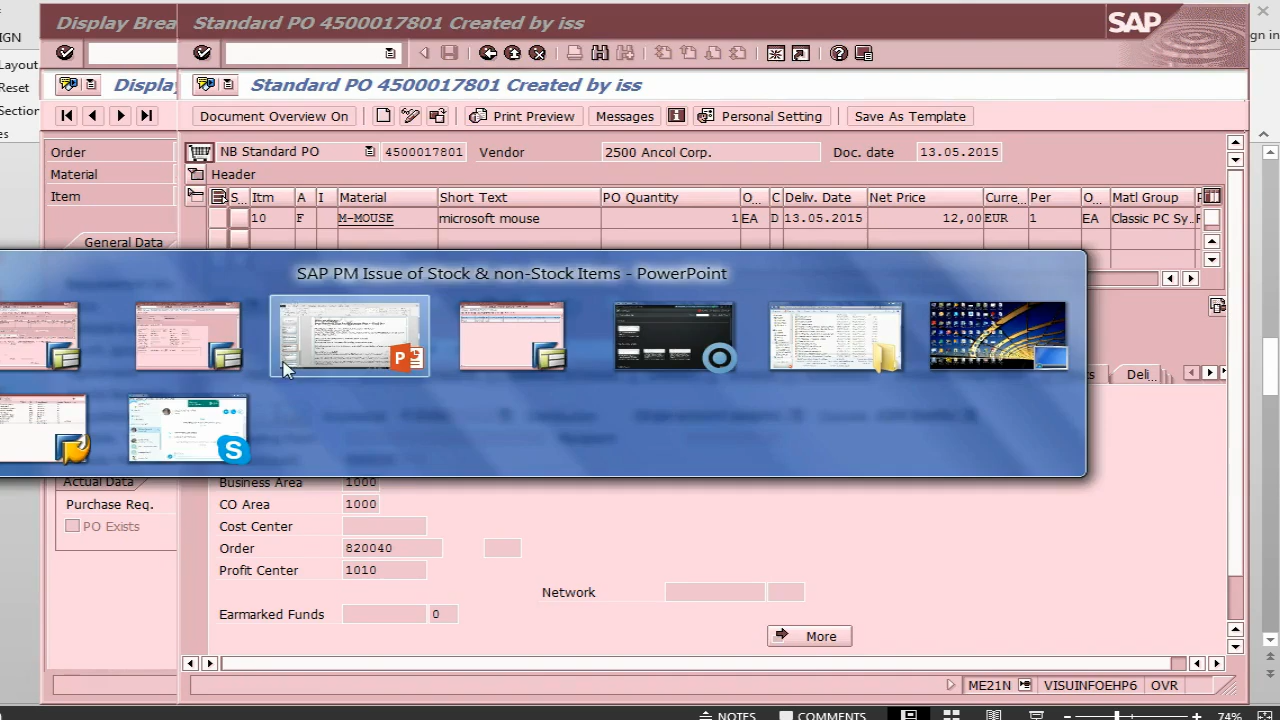 Display Brea Standard PO 4500017801 Created by iss SAP
GN
gn in
Layout
Displa Standard PO 4500017801 Created by iss
Reset
Section
es
Document Overview On Print Preview Messages Personal Setting Save As Template
Order NB Standard PO 4500017801 Vendor 2500 Ancol Corp. Doc. date 13.05.2015
Material Header
Item S... Itm A I Material Short Text PO Quantity O... C Deliv. Date Net Price Curre... Per O... Matl Group
10 F M-MOUSE microsoft mouse 1 EA D 13.05.2015 12,00 EUR 1 EA Classic PC Sy...
General Data
SAP PM Issue of Stock & non-Stock Items - PowerPoint
P
Deli...
S
Actual Data Business Area 1000
Purchase Req. CO Area 1000
PO Exists Cost Center
Order 820040
Profit Center 1010
Network
Earmarked Funds 0
More
ME21N VISUINFOEHP6 OVR
NOTES COMMENTS 74%